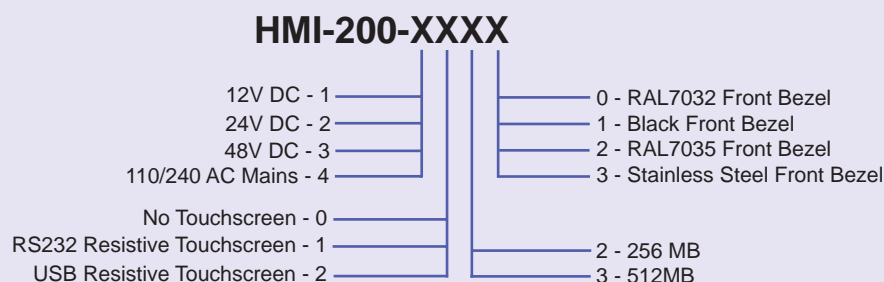 HMI-200-XXXX
12V DC - 1
24V DC - 2
48V DC - 3
110/240 AC Mains - 4
No Touchscreen - 0
RS232 Resistive Touchscreen - 1
USB Resistive Touchscreen - 2
0 - RAL7032 Front Bezel
1 - Black Front Bezel
2 - RAL7035 Front Bezel
3 - Stainless Steel Front Bezel
2 - 256 MB
3 - 512MB